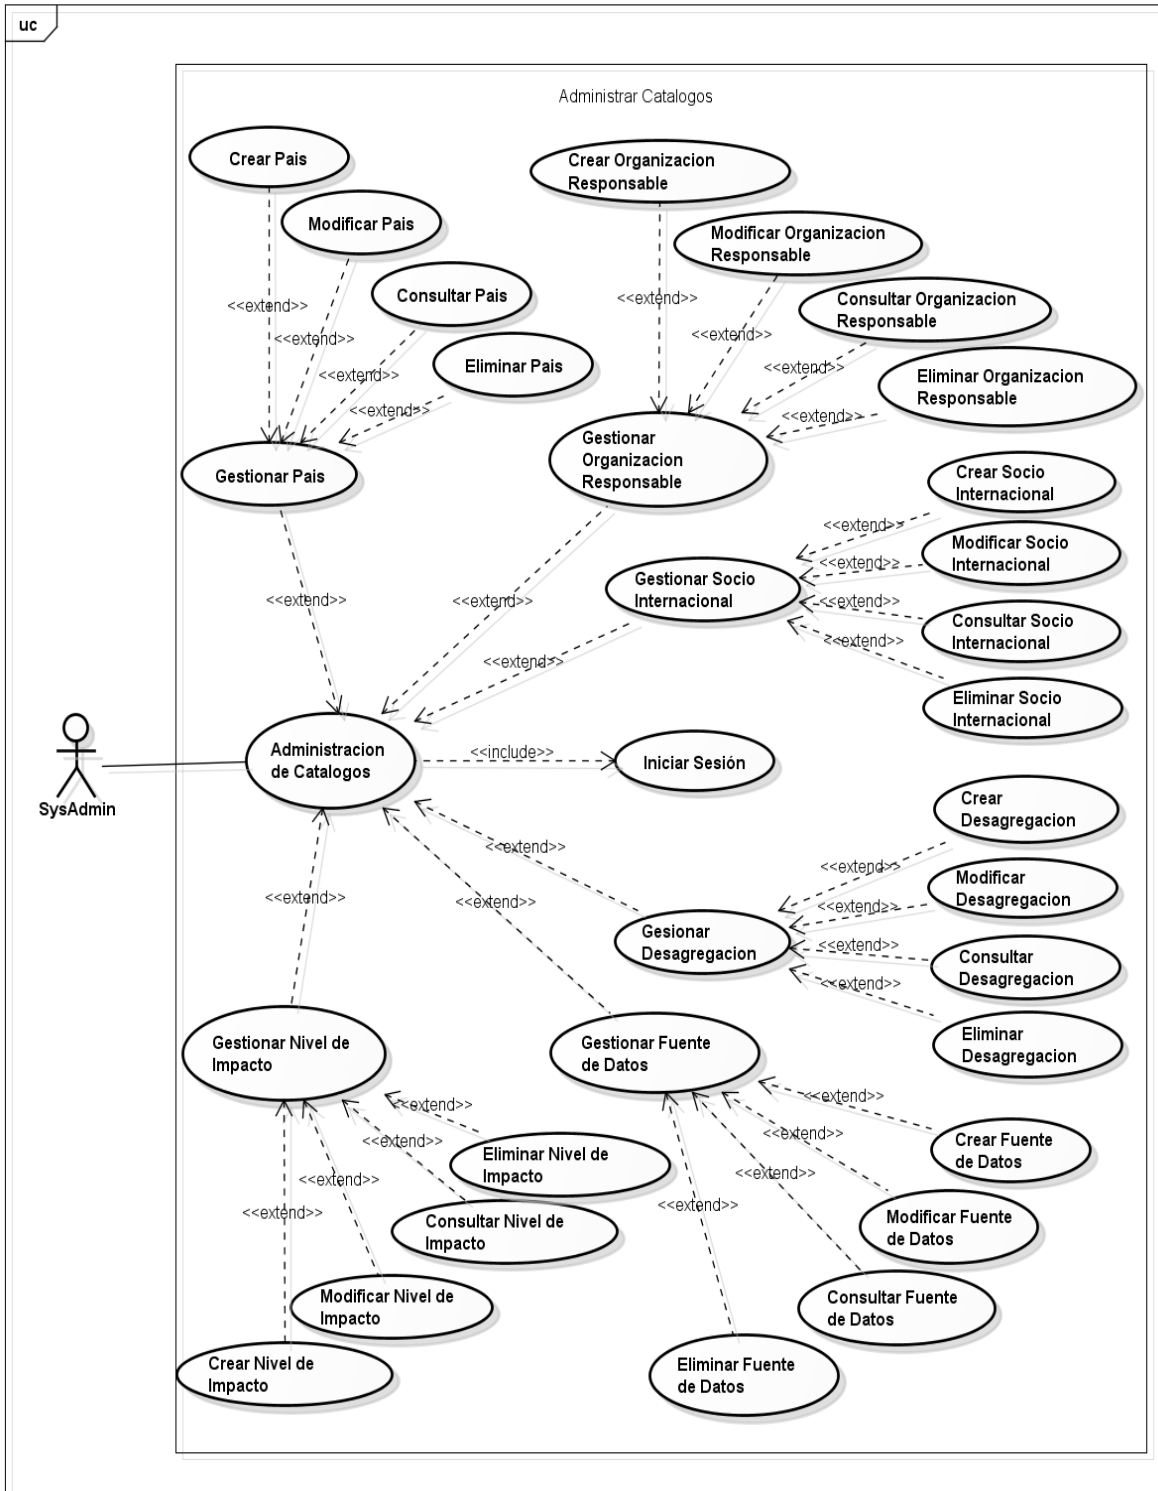 uc
Administrar Catalogos
Crear Pais
Modificar Pais
Consultar Pais
Eliminar Pais
<<extend>>
<<extend>>
<<extend>>
<<extend>>
Gestionar Pais
Crear Organizacion
Responsable
Modificar Organizacion
Responsable
Consultar Organizacion
Responsable
Eliminar Organizacion
Responsable
<<extend>>
<<extend>>
<<extend>>
<<extend>>
Gestionar
Organizacion
Responsable
Crear Socio
Internacional
Modificar Socio
Internacional
Consultar Socio
Internacional
Eliminar Socio
Internacional
<<extend>>
<<extend>>
<<extend>>
<<extend>>
Gestionar Socio
Internacional
<<extend>>
<<extend>>
<<extend>>
SysAdmin
Administracion
de Catalogos
<<include>>
Iniciar Sesión
<<extend>>
<<extend>>
<<extend>>
Crear
Desagregacion
Modificar
Desagregacion
Consultar
Desagregacion
Eliminar
Desagregacion
<<extend>>
<<extend>>
<<extend>>
<<extend>>
Gesionar
Desagregacion
Gestionar Nivel de
Impacto
<<extend>>
<<extend>>
<<extend>>
<<extend>>
Eliminar Nivel de
Impacto
Consultar Nivel de
Impacto
Modificar Nivel de
Impacto
Crear Nivel de
Impacto
Gestionar Fuente
de Datos
<<extend>>
<<extend>>
<<extend>>
<<extend>>
Crear Fuente
de Datos
Modificar Fuente
de Datos
Consultar Fuente
de Datos
Eliminar Fuente
de Datos